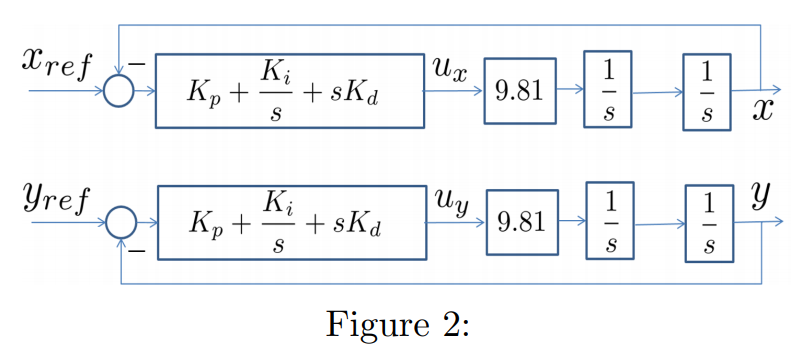 x_{ref}
−
K_p + \frac{K_i}{s} + sK_d
u_x
9.81
\frac{1}{s}
\frac{1}{s}
x
y_{ref}
−
K_p + \frac{K_i}{s} + sK_d
u_y
9.81
\frac{1}{s}
\frac{1}{s}
y
Figure 2: